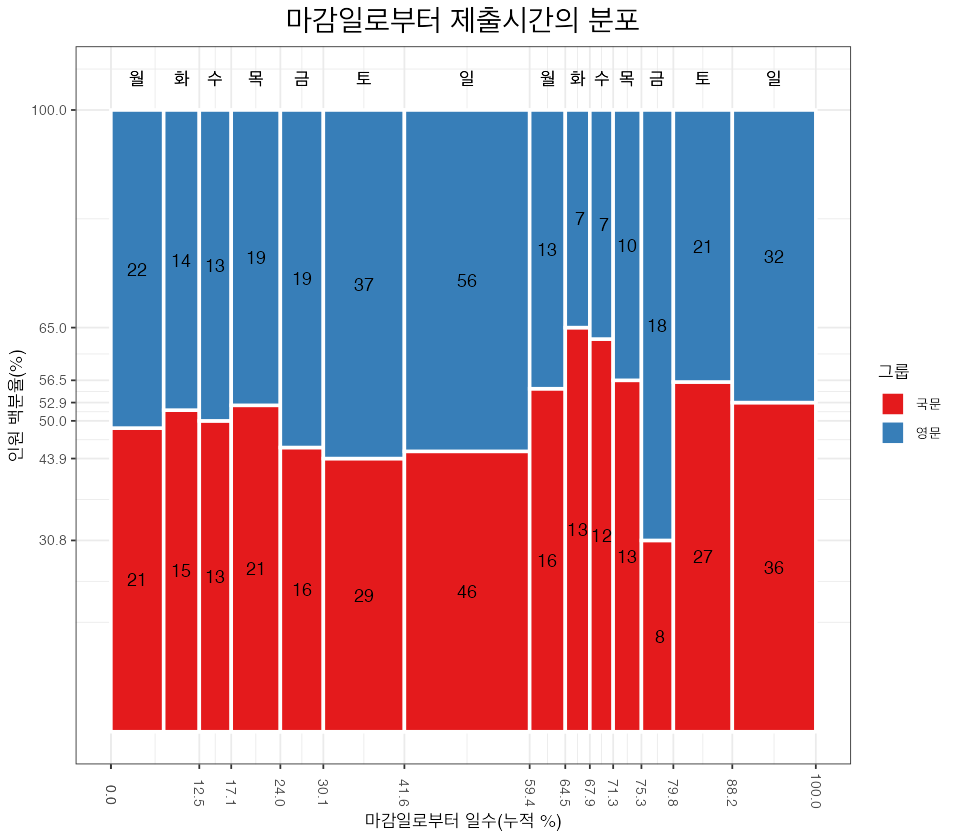 마감일로부터 제출시간의 분포
월 화 수 목 금 토 일 월 화 수 목 금 토 일
100.0
65.0
56.5
52.9
50.0
43.9
30.8
인원 백분율(%)
22 14 13 19 19 37 56 13 7 7 10 18 21 32
21 15 13 21 16 29 46 16 13 12 13 8 27 36
0.0 12.5 17.1 24.0 30.1 41.6 59.4 64.5 67.9 71.3 75.3 79.8 88.2 100.0
마감일로부터 일수(누적 %)
그룹
국문
영문